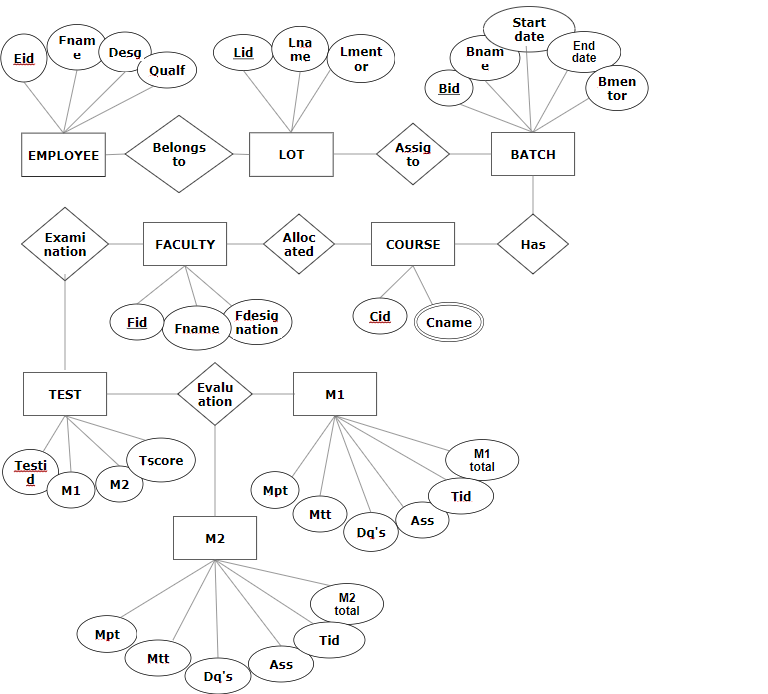 Eid
Fnam
e
Desg
Qualf
Lid
Lna
me
Lment
or
Bid
Bnam
e
Start
date
End
date
Bmen
tor
EMPLOYEE
Belongs
to
LOT
Assig
to
BATCH
Exami
nation
FACULTY
Alloc
ated
COURSE
Has
Fid
Fname
Fdesig
nation
Cid
Cname
TEST
Evalu
ation
M1
Testi
d
M1
M2
Tscore
Mpt
Mtt
Dq's
Ass
Tid
M1
total
M2
Mpt
Mtt
Dq's
Ass
Tid
M2
total